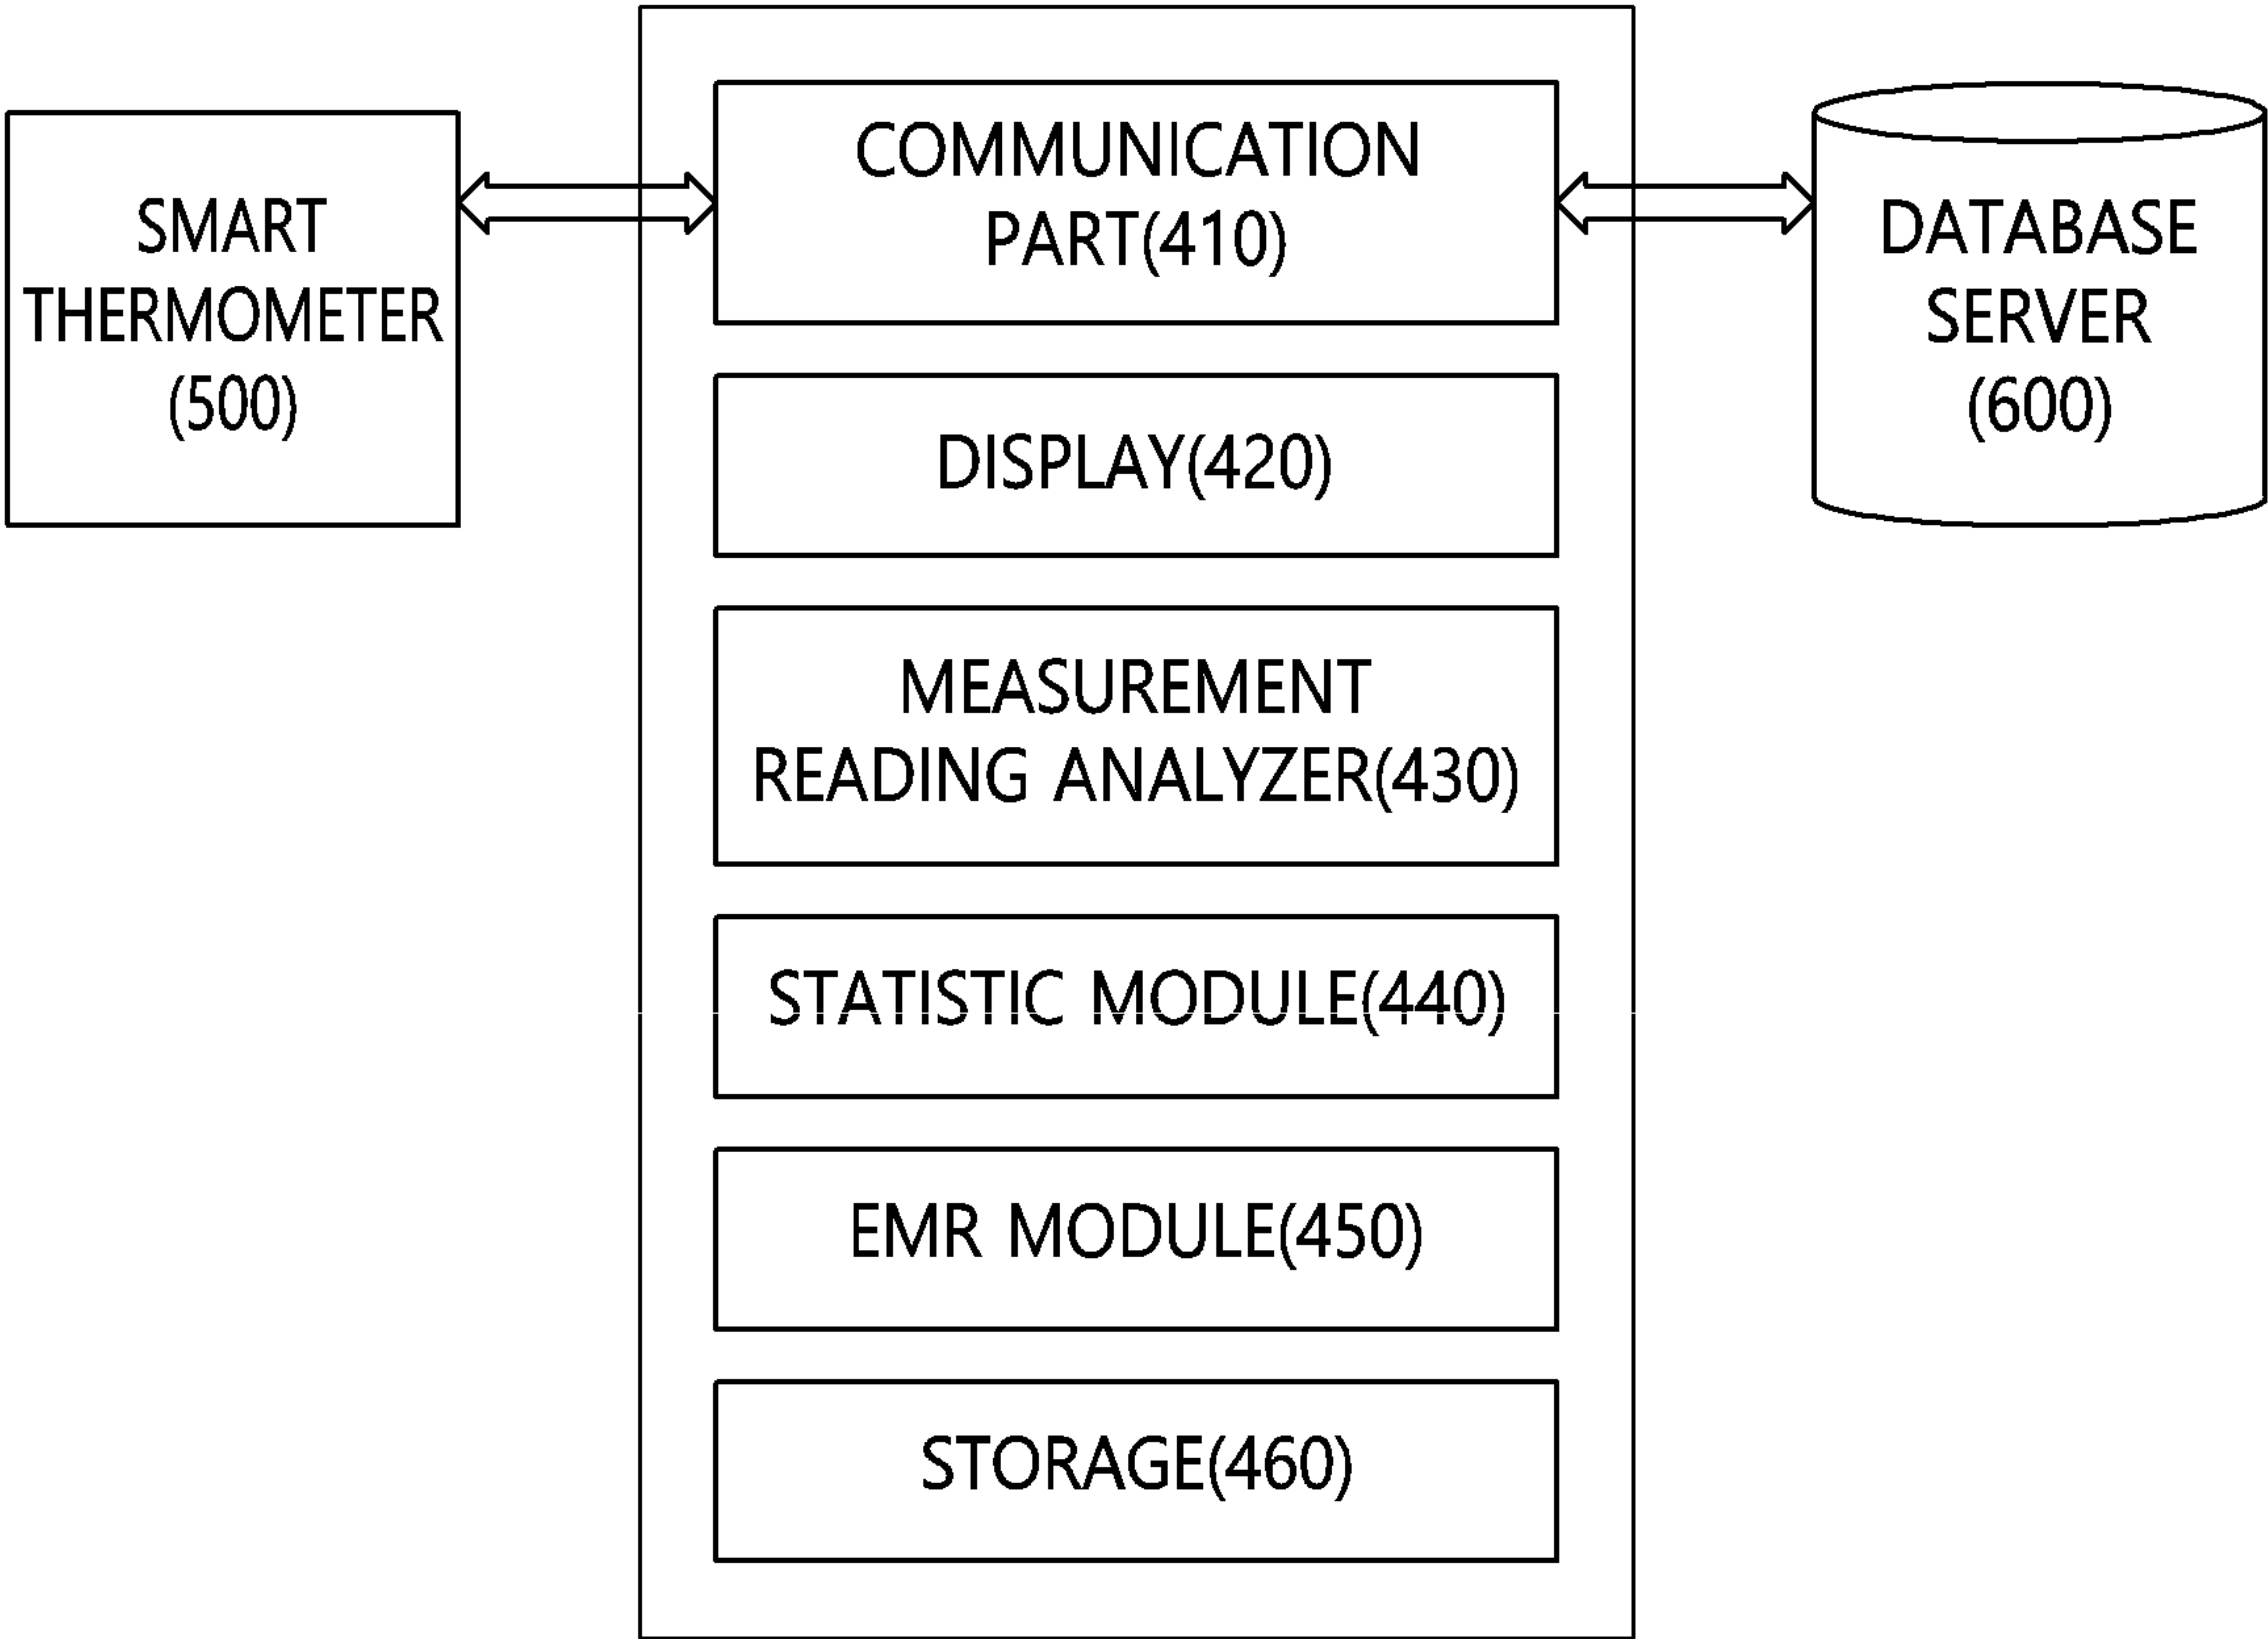 SMART
THERMOMETER
(500)
COMMUNICATION
PART(410)
DISPLAY(420)
MEASUREMENT
READING ANALYZER(430)
STATISTIC MODULE(440)
EMR MODULE(450)
STORAGE(460)
DATABASE
SERVER
(600)